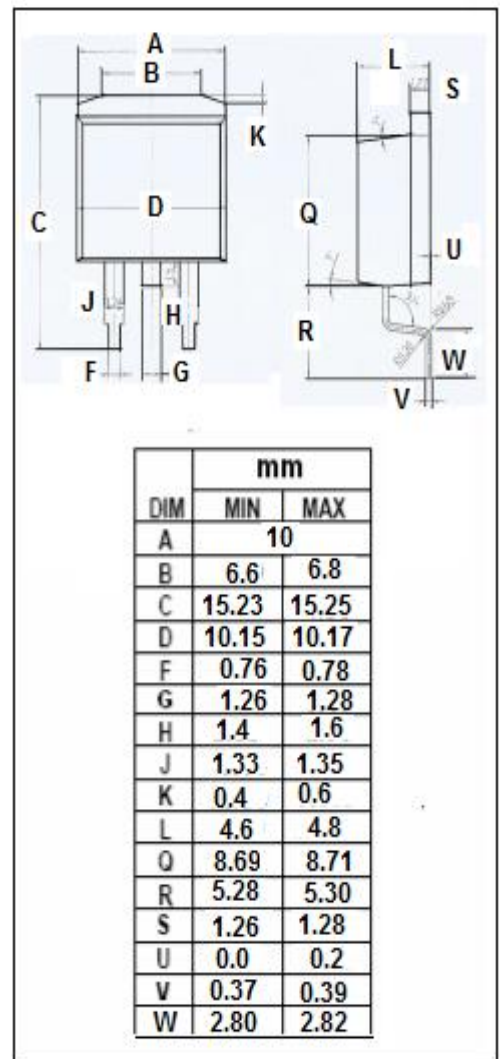 A
B
L
S
K
C
D
Q
U
J
H
R
F
G
W
V
mm
DIM MIN MAX
A 10
B 6.6 6.8
C 15.23 15.25
D 10.15 10.17
F 0.76 0.78
G 1.26 1.28
H 1.4 1.6
J 1.33 1.35
K 0.4 0.6
L 4.6 4.8
Q 8.69 8.71
R 5.28 5.30
S 1.26 1.28
U 0.0 0.2
V 0.37 0.39
W 2.80 2.82